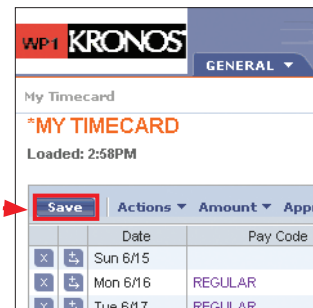 WP1 KRONOS
GENERAL
My Timecard
*MY TIMECARD
Loaded: 2:58PM
Save Actions Amount
Date Pay Code
Sun 6/15
Mon 6/16 REGULAR
Tue 6/17 REGULAR